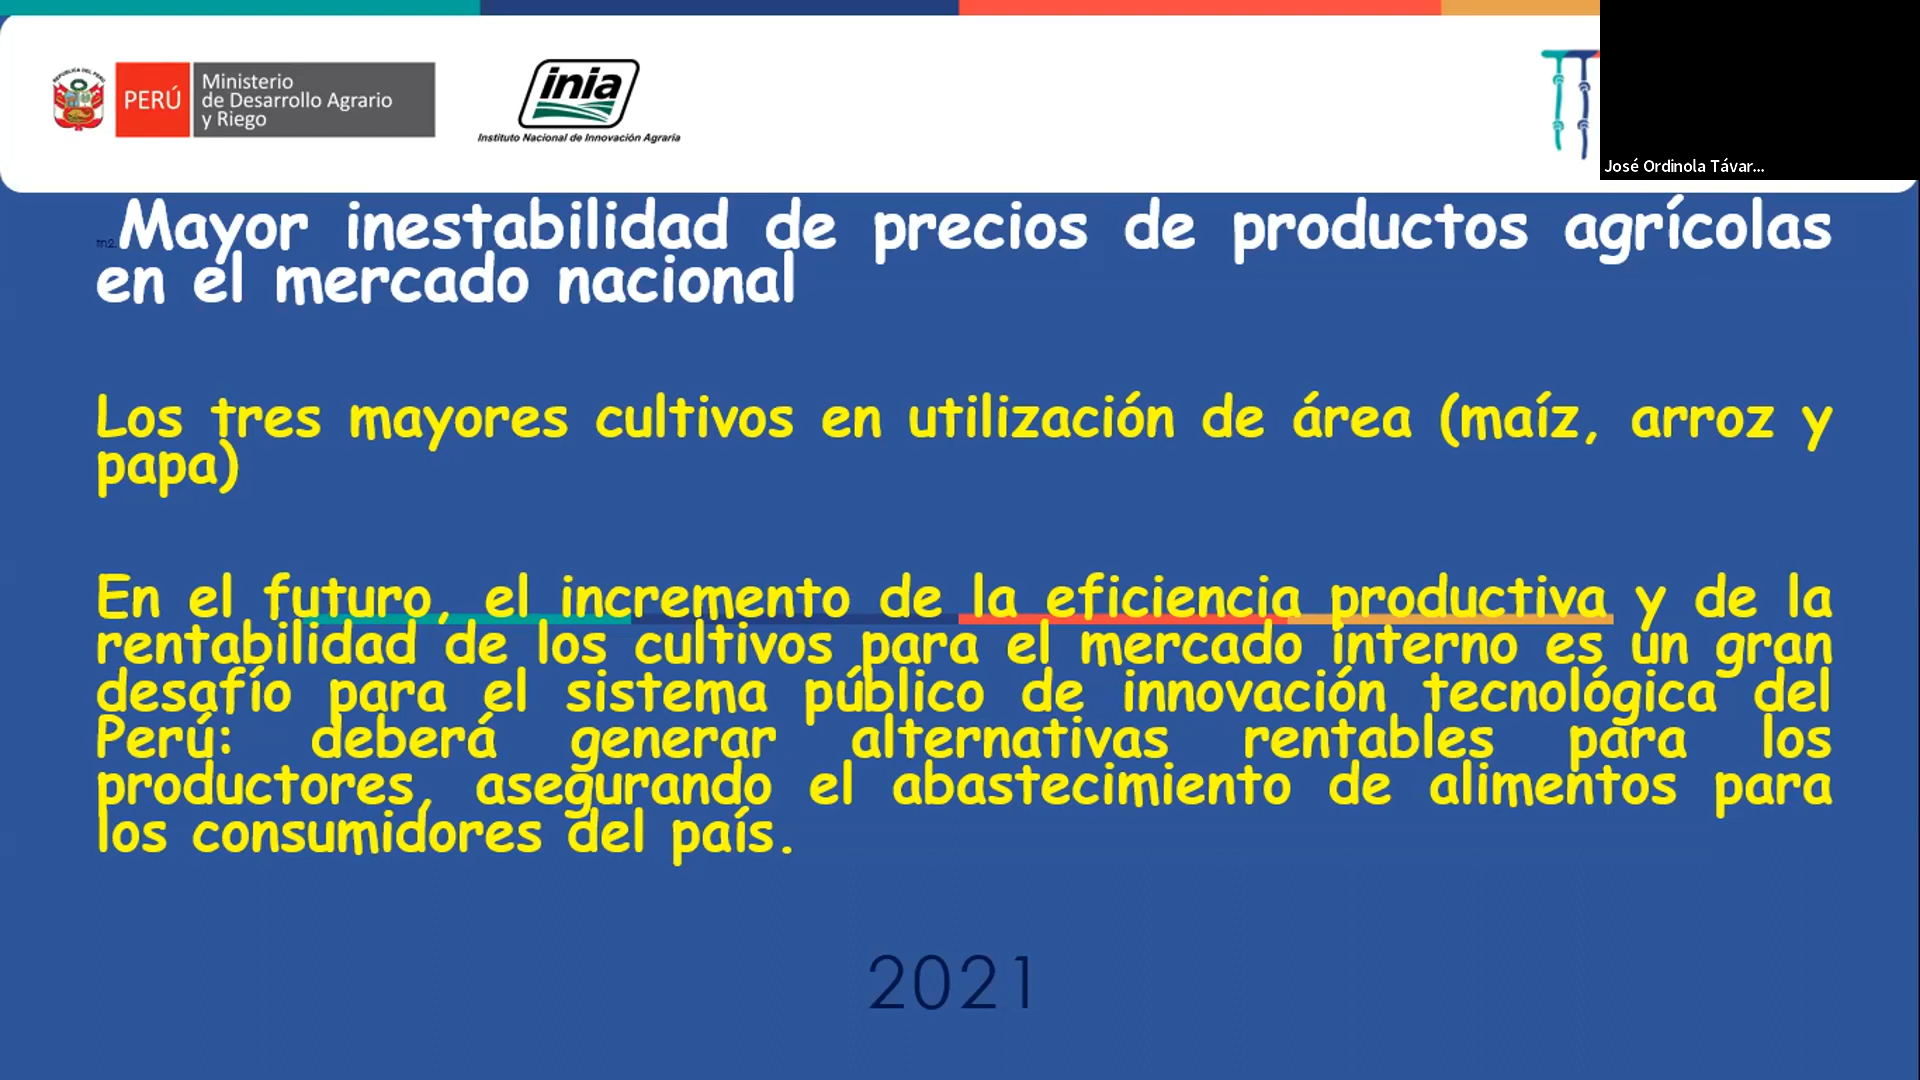 REPÚBLICA DEL PERÚ
PERÚ
Ministerio
de Desarrollo Agrario
y Riego
inia
Instituto Nacional de Innovación Agraria
José Ordinola Távar...
Mayor inestabilidad de precios de productos agrícolas
en el mercado nacional
Los tres mayores cultivos en utilización de área (maíz, arroz y
papa)
En el futuro, el incremento de la eficiencia productiva y de la
rentabilidad de los cultivos para el mercado interno es un gran
desafío para el sistema público de innovación tecnológica del
Perú: deberá generar alternativas rentables para los
productores, asegurando el abastecimiento de alimentos para
los consumidores del país.
2021